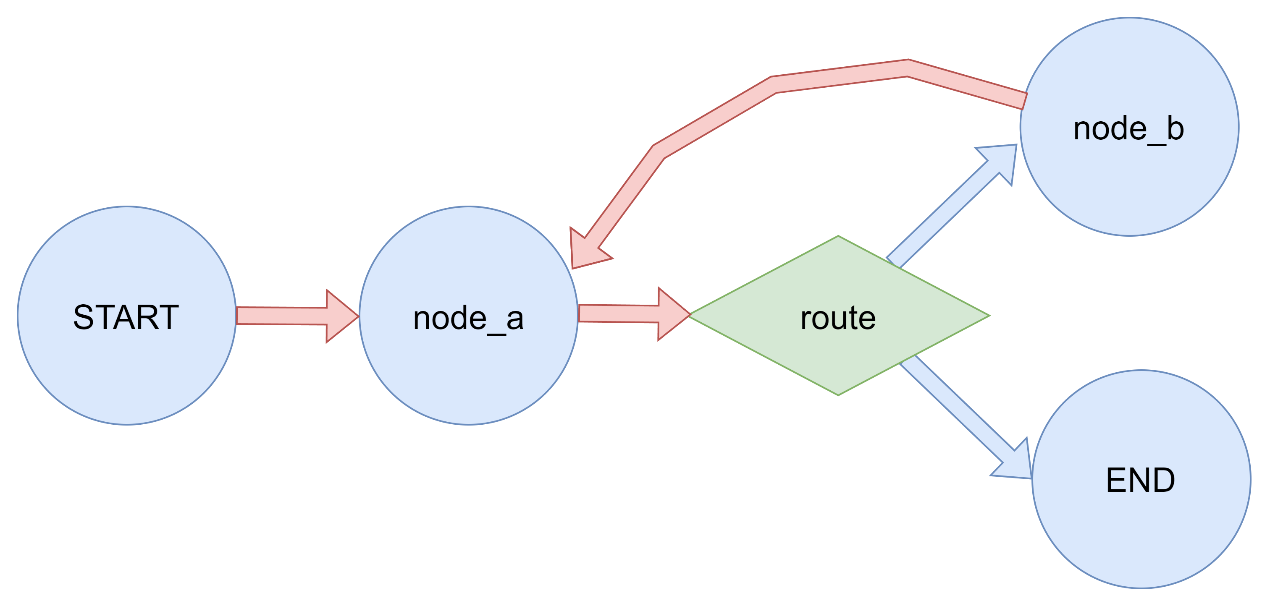 START
node_a
route
node_b
END